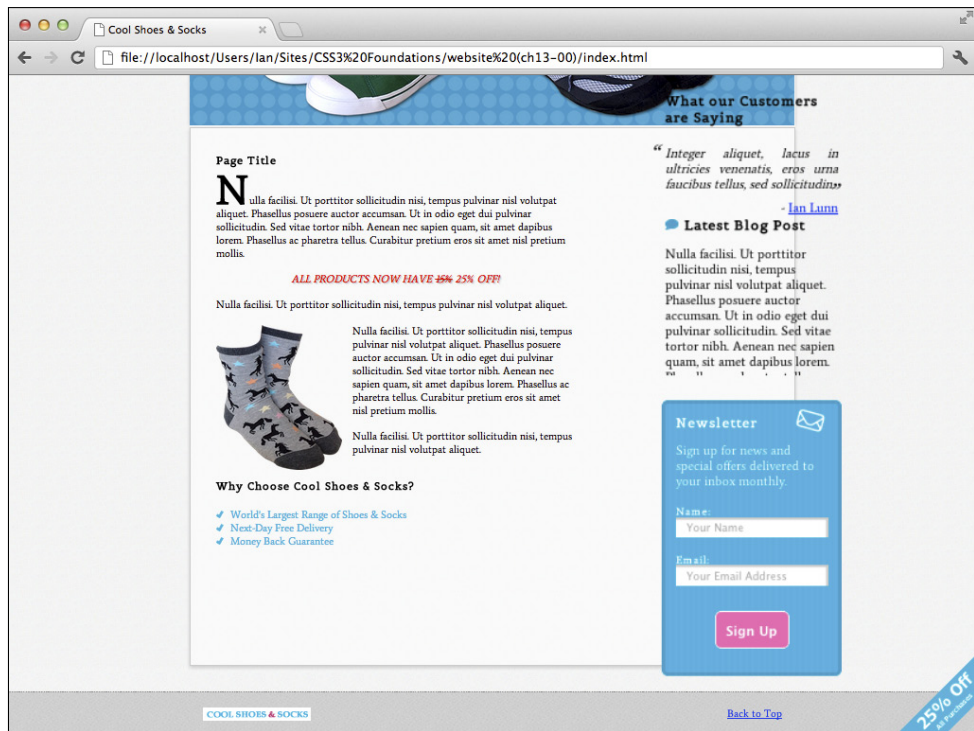 Cool Shoes & Socks
file://localhost/Users/Ian/Sites/CSS3%20Foundations/website%20(ch13-00)/index.html
Page Title
Nulla facilisi. Ut porttitor sollicitudin nisi, tempus pulvinar nisl volutpat
aliquet. Phasellus posuere auctor accumsan. Ut in odio eget dui pulvinar
sollicitudin. Sed vitae tortor nibh. Aenean nec sapien quam, sit amet dapibus
lorem. Phasellus ac pharetra tellus. Curabitur pretium eros sit amet nisl pretium
mollis.
ALL PRODUCTS NOW HAVE 15% 25% OFF!
Nulla facilisi. Ut porttitor sollicitudin nisi, tempus pulvinar nisl volutpat aliquet.
Nulla facilisi. Ut porttitor sollicitudin nisi, tempus
pulvinar nisl volutpat aliquet. Phasellus posuere
auctor accumsan. Ut in odio eget dui pulvinar
sollicitudin. Sed vitae tortor nibh. Aenean nec
sapien quam, sit amet dapibus lorem. Phasellus ac
pharetra tellus. Curabitur pretium eros sit amet
nisl pretium mollis.
Nulla facilisi. Ut porttitor sollicitudin nisi, tempus
pulvinar nisl volutpat aliquet.
Why Choose Cool Shoes & Socks?
World's Largest Range of Shoes & Socks
Next-Day Free Delivery
Money Back Guarantee
What our Customers
are Saying
“ Integer aliquet, lacus in
ultricies venenatis, eros urna
faucibus tellus, sed sollicitudin”
- Ian Lunn
Latest Blog Post
Nulla facilisi. Ut porttitor
sollicitudin nisi, tempus
pulvinar nisl volutpat aliquet.
Phasellus posuere auctor
accumsan. Ut in odio eget dui
pulvinar sollicitudin. Sed vitae
tortor nibh. Aenean nec sapien
quam, sit amet dapibus lorem.
Newsletter
Sign up for news and
special offers delivered to
your inbox monthly.
Name:
Your Name
Email:
Your Email Address
Sign Up
COOL SHOES & SOCKS
Back to Top
25% Off
All Purchases